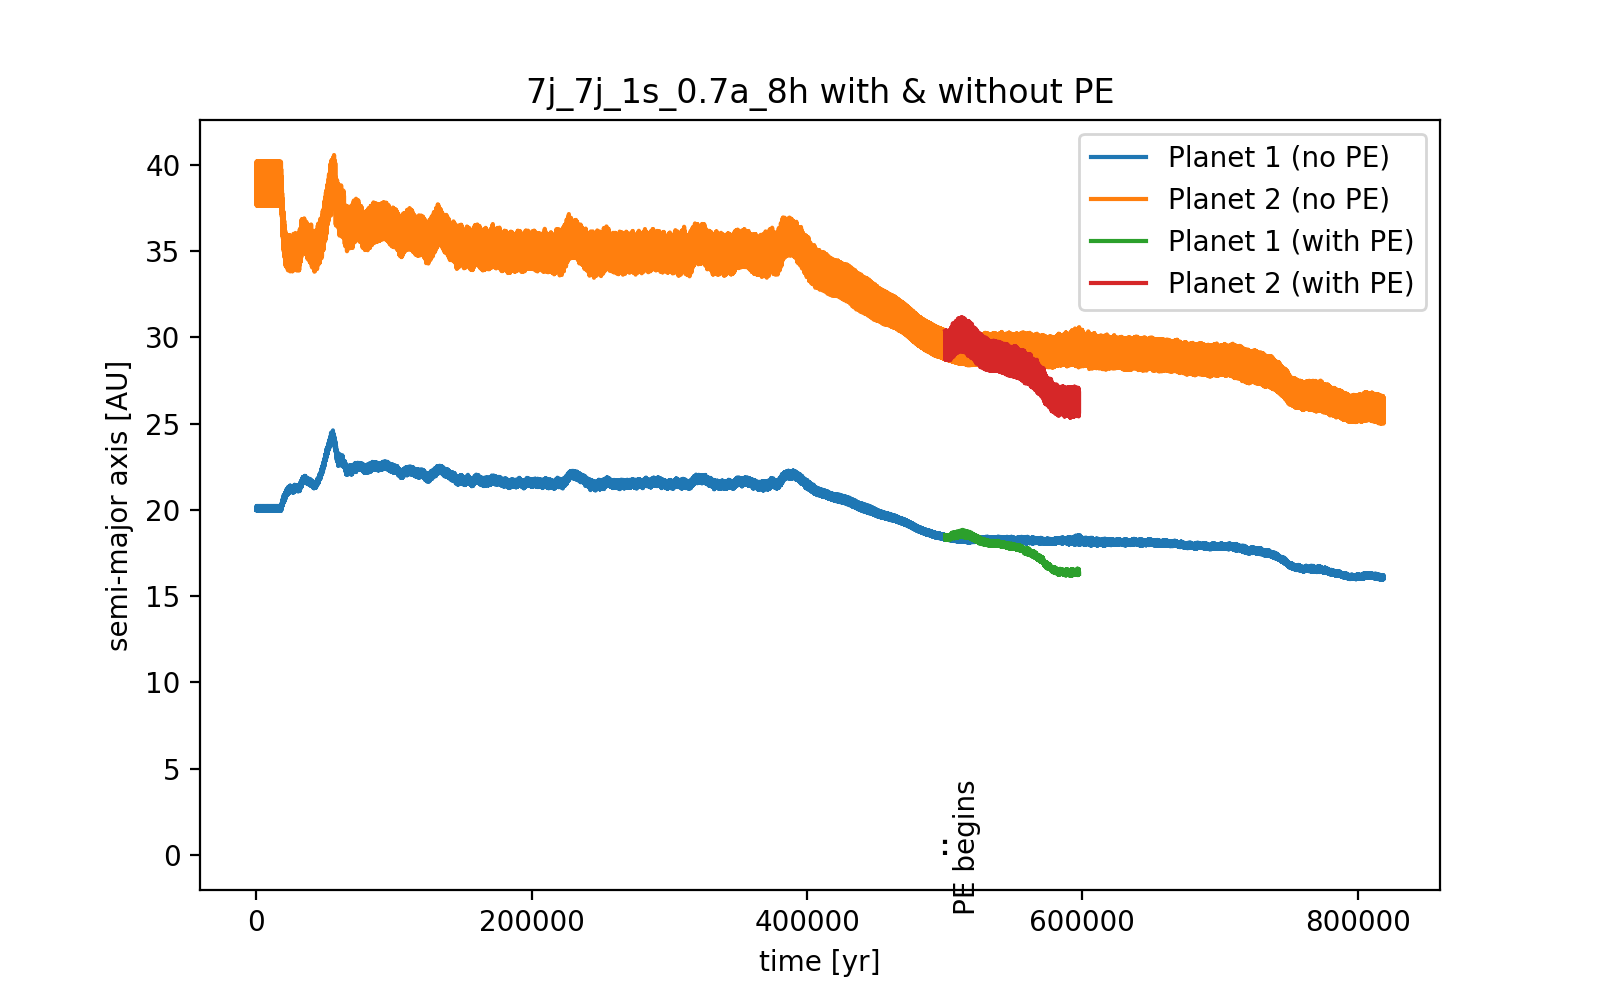 7j_7j_1s_0.7a_8h with & without PE
Planet 1 (no PE)
Planet 2 (no PE)
Planet 1 (with PE)
Planet 2 (with PE)
semi-major axis [AU]
40
35
30
25
20
15
10
5
0
PE begins
0
200000
400000
600000
800000
time [yr]